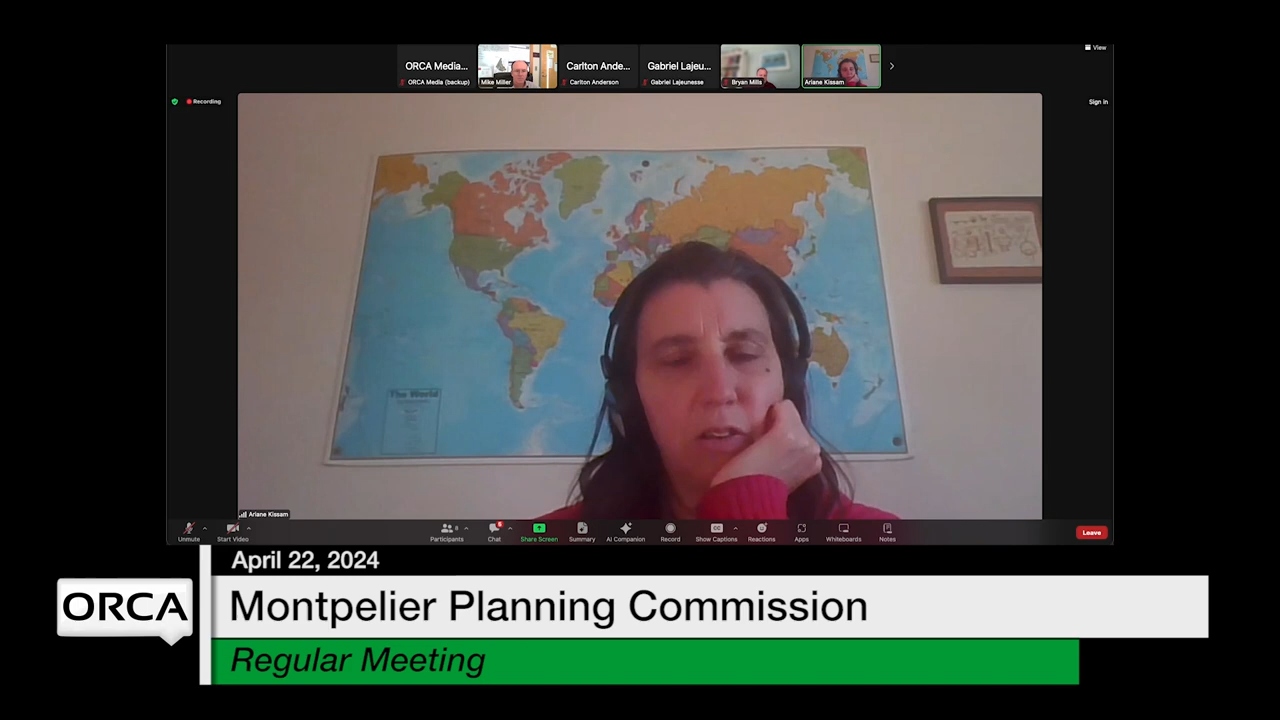 View
ORCA Media...
Carlton Ande...
Gabriel Lajeu...
ORCA Media (backup)
Mike Miller
Carlton Anderson
Gabriel Lajeunesse
Bryan Mills
Ariane Kissam
Recording
Sign in
The World
Ariane Kissam
Unmute
Start Video
Participants
8
Chat
Share Screen
Summary
AI Companion
Record
CC
Show Captions
Reactions
Apps
Whiteboards
Notes
Leave
April 22, 2024
ORCA
Montpelier Planning Commission
Regular Meeting